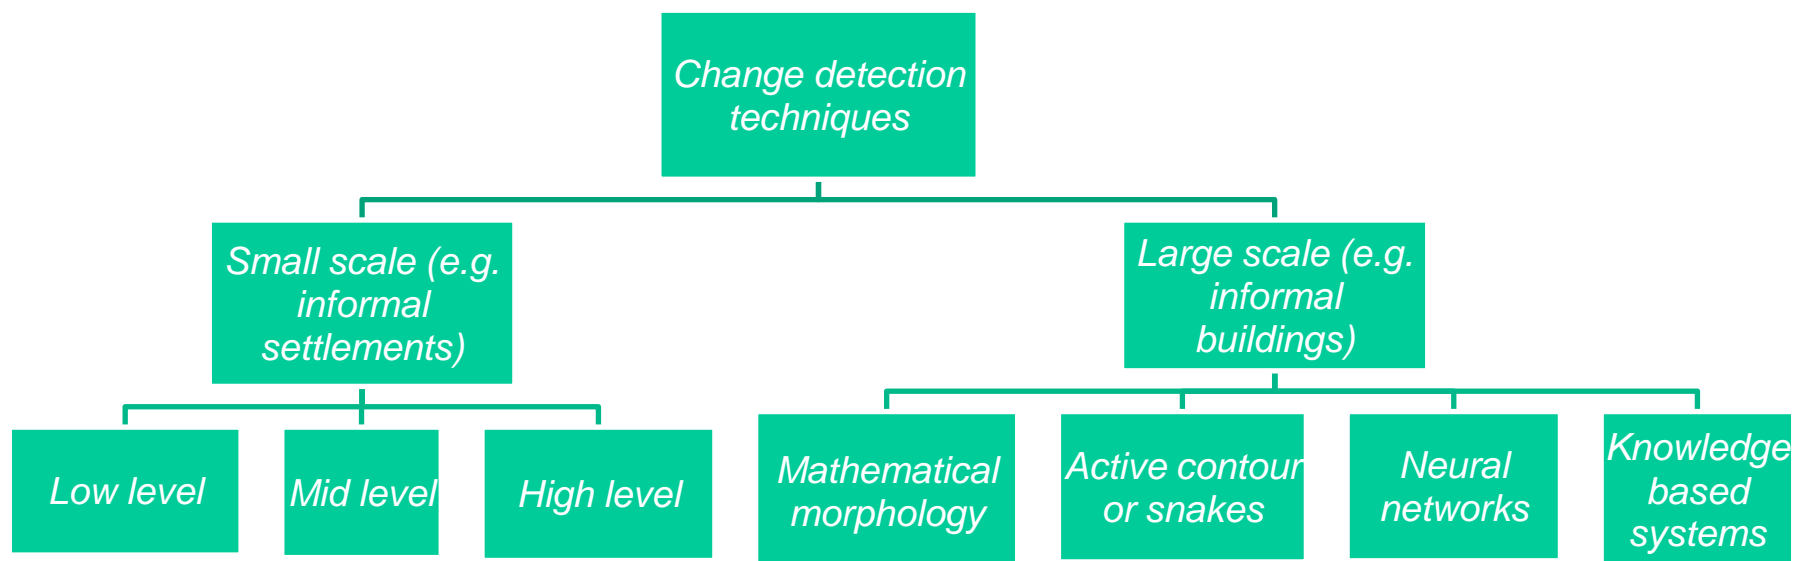 Change detection
techniques
Small scale (e.g.
informal
settlements)
Large scale (e.g.
informal
buildings)
Low level
Mid level
High level
Mathematical
morphology
Active contour
or snakes
Neural
networks
Knowledge
based
systems